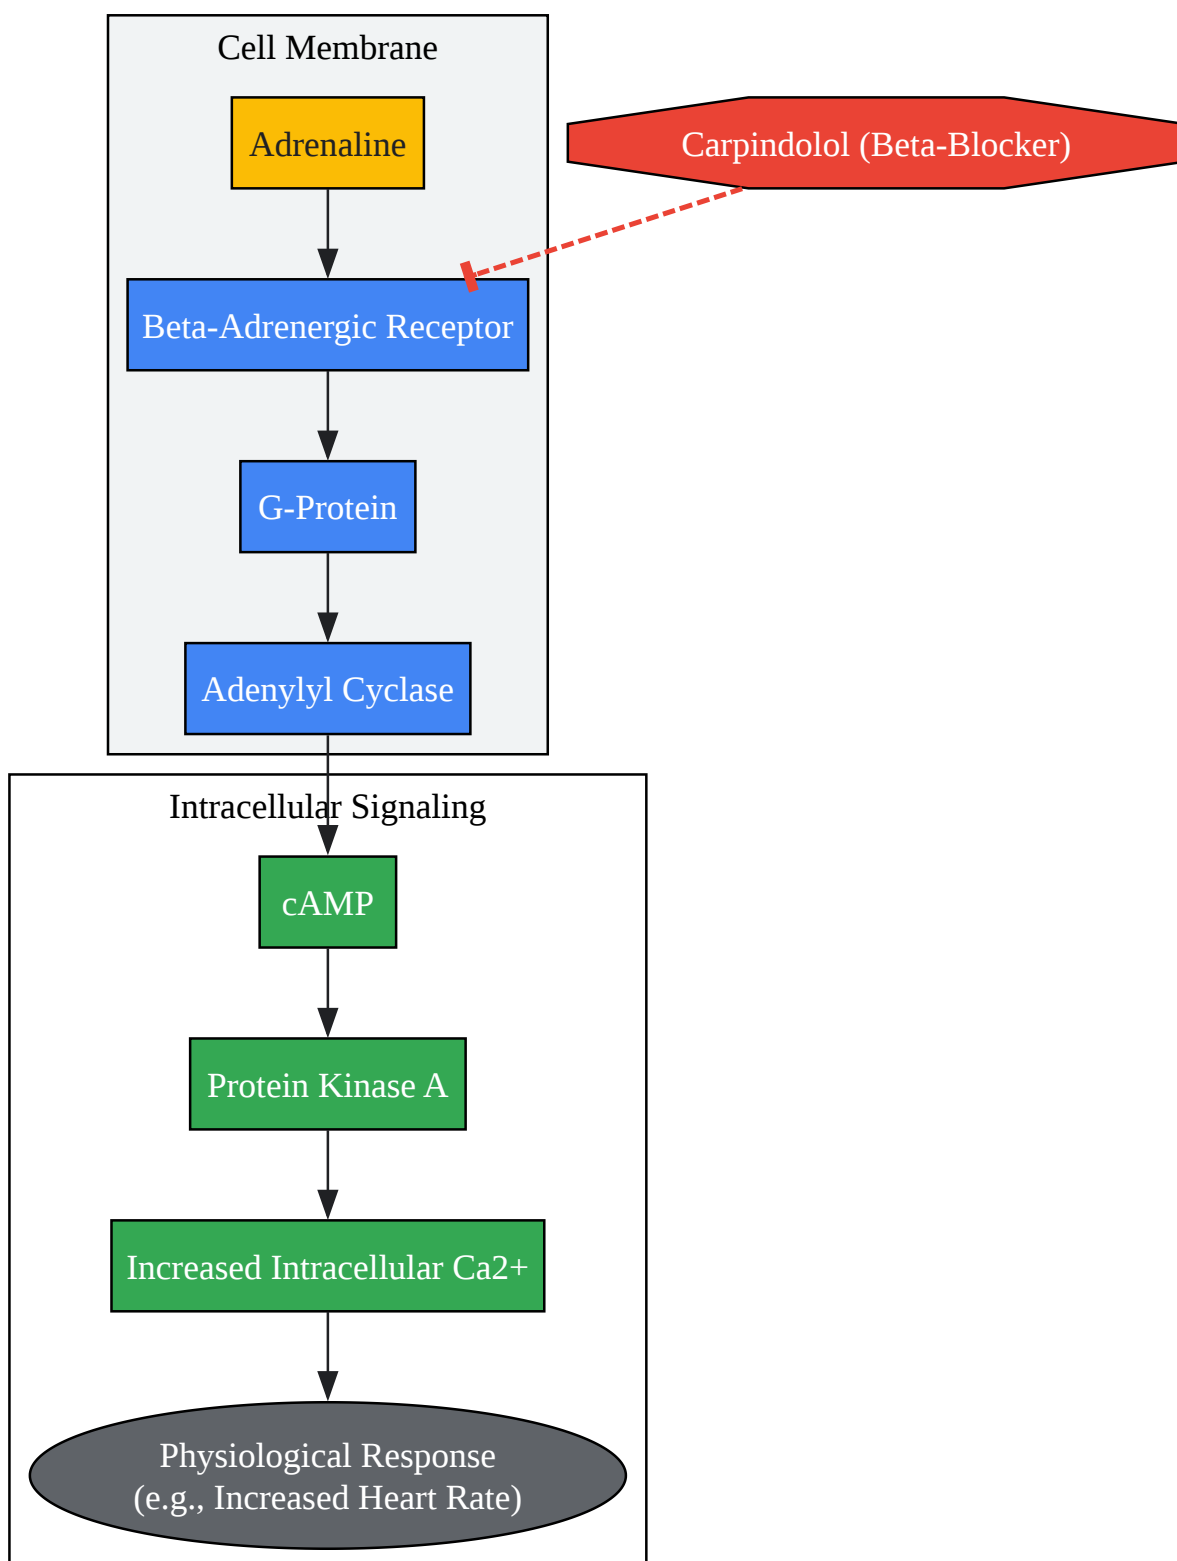 Cell Membrane
Adrenaline
Carpindolol (Beta-Blocker)
Beta-Adrenergic Receptor
G-Protein
Adenylyl Cyclase
Intracellular Signaling
cAMP
Protein Kinase A
Increased Intracellular Ca2+
Physiological Response
(e.g., Increased Heart Rate)